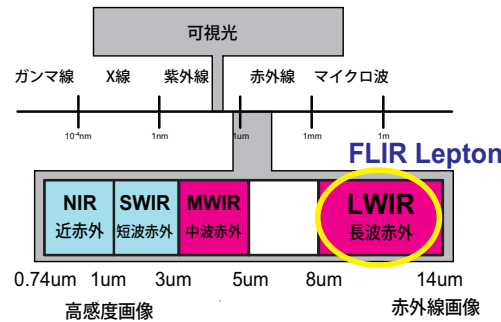 可視光
ガンマ線 X線 紫外線 赤外線 マイクロ波
10⁻⁴nm 1nm 1um 1mm 1m
FLIR Lepton
NIR SWIR MWIR LWIR
近赤外 短波赤外 中波赤外 長波赤外
0.74um 1um 3um 5um 8um 14um
高感度画像 赤外線画像